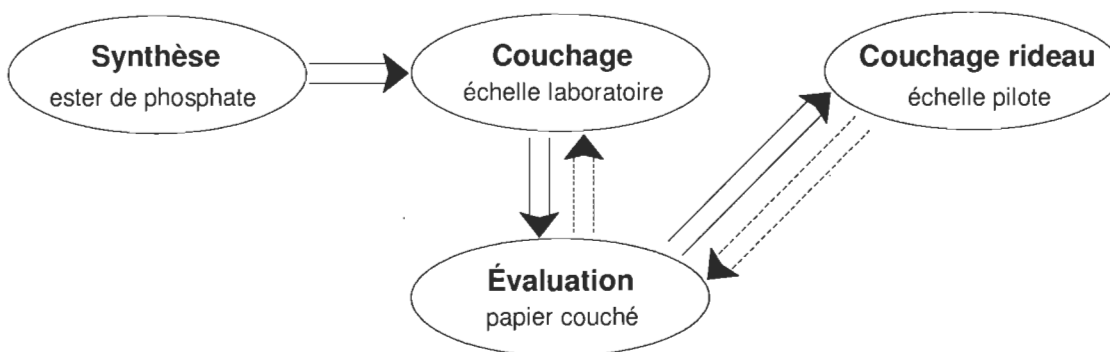 Synthèse
ester de phosphate
Couchage
échelle laboratoire
Couchage rideau
échelle pilote
Évaluation
papier couché